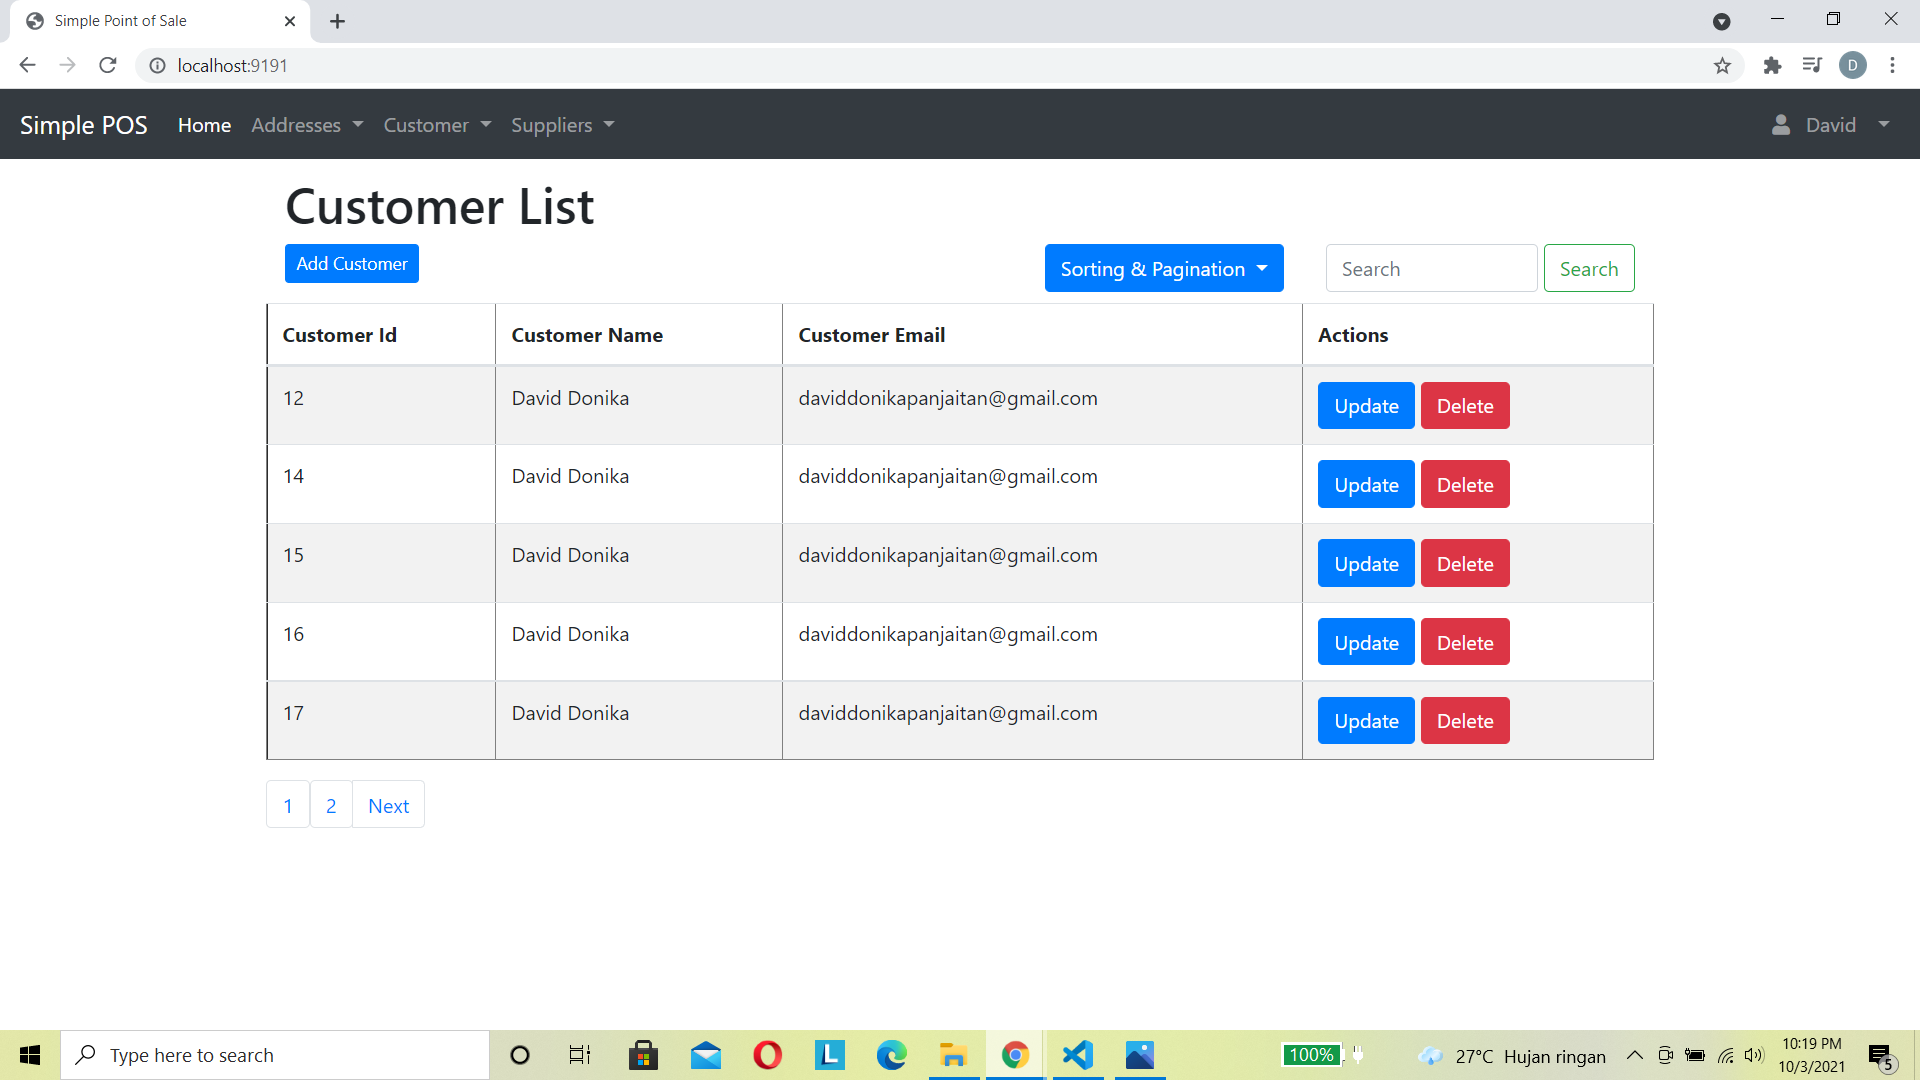 Simple Point of Sale
localhost:9191
D
Simple POS Home Addresses Customer Suppliers David
Customer List
Add Customer Sorting & Pagination Search Search
Customer Id Customer Name Customer Email Actions
12 David Donika daviddonikapanjaitan@gmail.com Update Delete
14 David Donika daviddonikapanjaitan@gmail.com Update Delete
15 David Donika daviddonikapanjaitan@gmail.com Update Delete
16 David Donika daviddonikapanjaitan@gmail.com Update Delete
17 David Donika daviddonikapanjaitan@gmail.com Update Delete
1 2 Next
Type here to search L 100% 27°C Hujan ringan 10:19 PM
10/3/2021 5